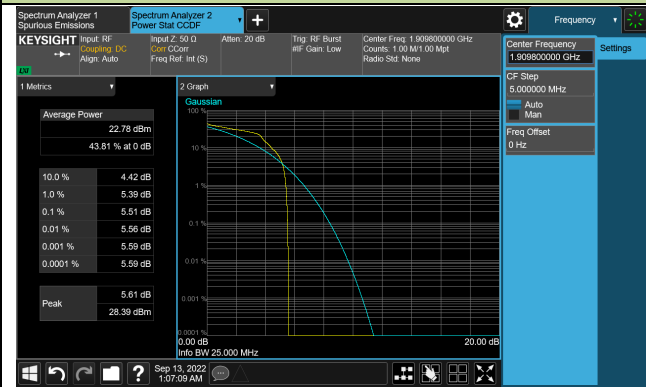 Spectrum Analyzer 1
Spurious Emissions
Spectrum Analyzer 2
Power Stat CCDF
+
Frequency
KEYSIGHT
Input: RF
Coupling: DC
Align: Auto
Input Z: 50 Ω
Corr CCorr
Freq Ref: Int (S)
Atten: 20 dB
Trig: RF Burst
#IF Gain: Low
Center Freq: 1.909800000 GHz
Counts: 1.00 M/1.00 Mpt
Radio Std: None
LXI
Center Frequency
1.909800000 GHz
Settings
CF Step
5.000000 MHz
Auto
Man
Freq Offset
0 Hz
1 Metrics
Average Power
22.78 dBm
43.81 % at 0 dB
10.0 % 4.42 dB
1.0 % 5.39 dB
0.1 % 5.51 dB
0.01 % 5.56 dB
0.001 % 5.59 dB
0.0001 % 5.59 dB
Peak
5.61 dB
28.39 dBm
2 Graph
Gaussian
100 %
10 %
1 %
0.1 %
0.01 %
0.001 %
0.0001 %
0.00 dB
20.00 dB
Info BW 25.000 MHz
?
Sep 13, 2022
1:07:09 AM